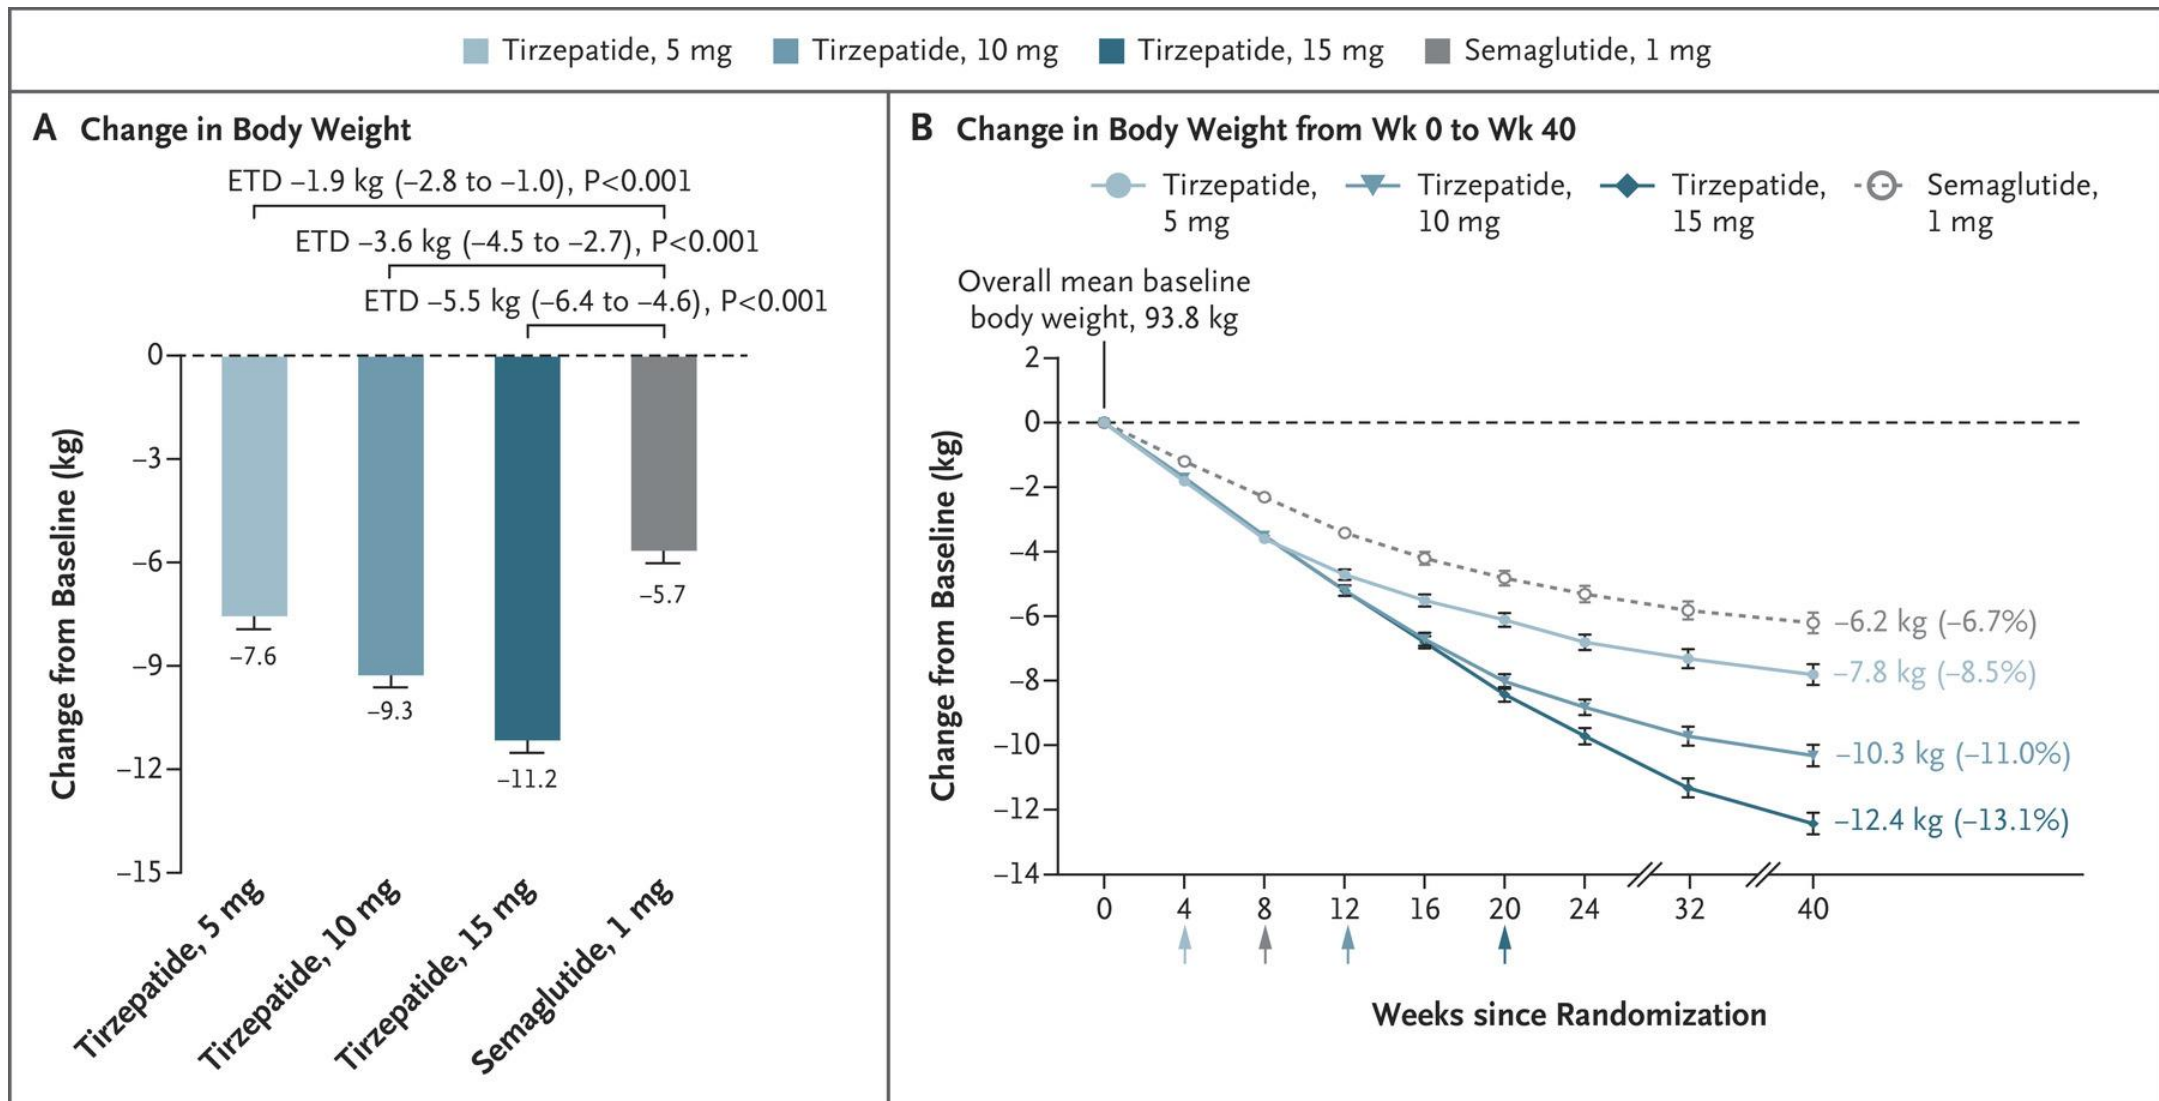 Tirzepatide, 5 mg Tirzepatide, 10 mg Tirzepatide, 15 mg Semaglutide, 1 mg
A Change in Body Weight
ETD –1.9 kg (–2.8 to –1.0), P<0.001
ETD –3.6 kg (–4.5 to –2.7), P<0.001
ETD –5.5 kg (–6.4 to –4.6), P<0.001
Change from Baseline (kg)
0
–3
–6
–9
–12
–15
–7.6
–9.3
–11.2
–5.7
Tirzepatide, 5 mg
Tirzepatide, 10 mg
Tirzepatide, 15 mg
Semaglutide, 1 mg
B Change in Body Weight from Wk 0 to Wk 40
Tirzepatide,
5 mg
Tirzepatide,
10 mg
Tirzepatide,
15 mg
Semaglutide,
1 mg
Overall mean baseline
body weight, 93.8 kg
Change from Baseline (kg)
2
0
–2
–4
–6
–8
–10
–12
–14
–6.2 kg (–6.7%)
–7.8 kg (–8.5%)
–10.3 kg (–11.0%)
–12.4 kg (–13.1%)
0 4 8 12 16 20 24 32 40
Weeks since Randomization